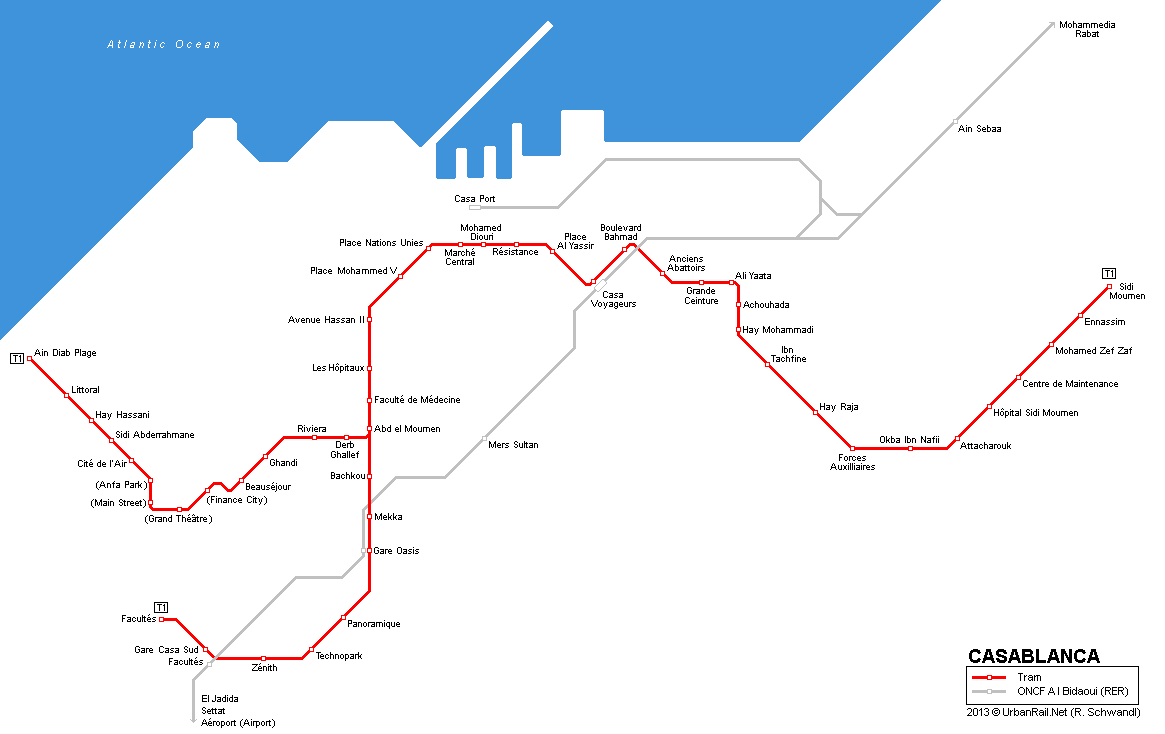 Atlantic Ocean
Mohammedia
Rabat
Ain Sebaa
Casa Port
Place Nations Unies
Mohamed
Diouri
Marché
Central
Résistance
Place
Al Yassir
Boulevard
Bahmad
Casa
Voyageurs
Anciens
Abattoirs
Grande
Ceinture
Ali Yaata
Achouhada
Hay Mohammadi
Ibn
Tachfine
Hay Raja
Forces
Auxilliaires
Okba Ibn Nafii
Attacharouk
Hôpital Sidi Moumen
Centre de Maintenance
Mohamed Zef Zaf
Ennassim
T1
Sidi
Moumen
Place Mohammed V
Avenue Hassan II
Les Hôpitaux
Faculté de Médecine
Abd el Moumen
T1
Ain Diab Plage
Littoral
Hay Hassani
Sidi Abderrahmane
Cité de l'Air
(Anfa Park)
(Main Street)
(Grand Théâtre)
(Finance City)
Beauséjour
Ghandi
Riviera
Derb
Ghallef
Mers Sultan
Bachkou
Mekka
Gare Oasis
Panoramique
Technopark
Zénith
T1
Facultés
Gare Casa Sud
Facultés
El Jadida
Settat
Aéroport (Airport)
CASABLANCA
Tram
ONCF Al Bidaoui (RER)
2013 © UrbanRail.Net (R. Schwandl)